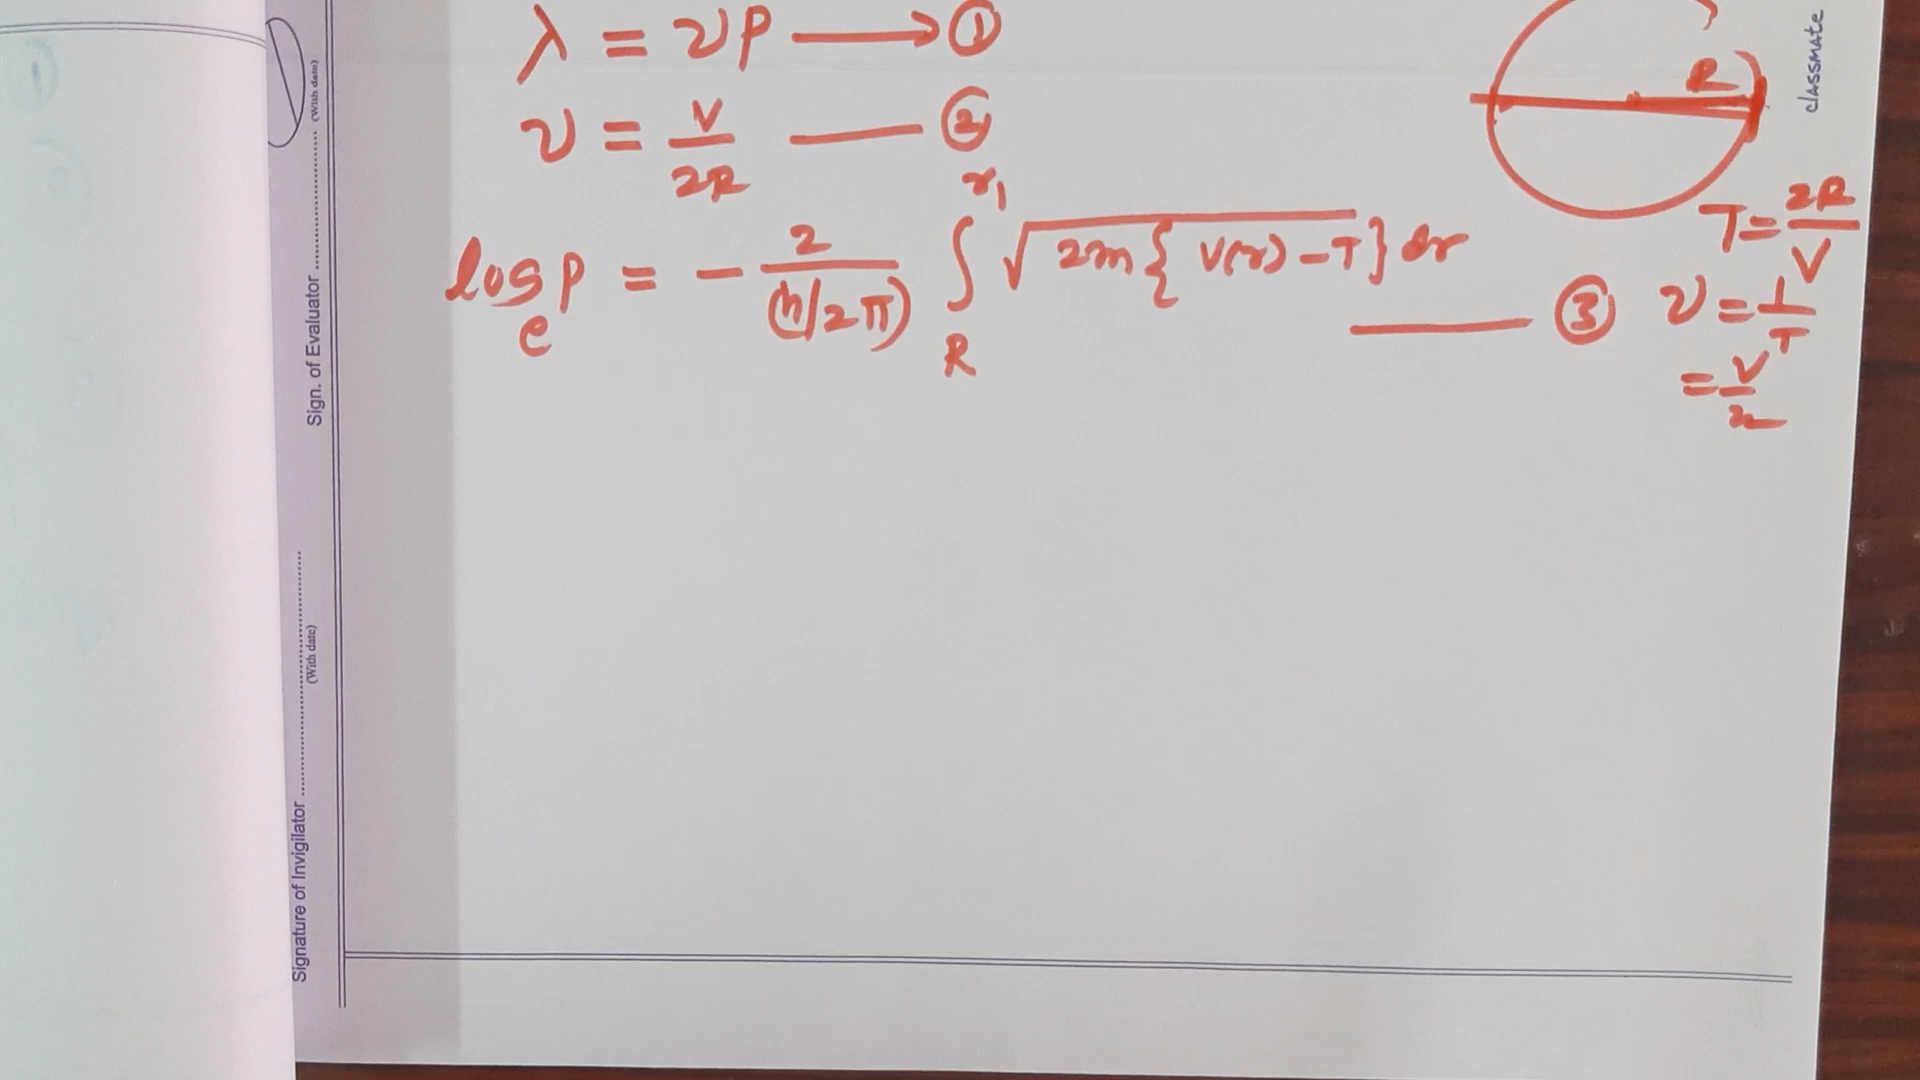 λ = νP ⟶ ①
ν = V/2R — ②
log_e P = - 2/(h/2π) ∫_R^{r₁} √2m{V(r)-T} dr — ③
R
T = 2R/V
ν = 1/T
= V/2
classmate
Sign. of Evaluator (With date)
Signature of Invigilator (With date)